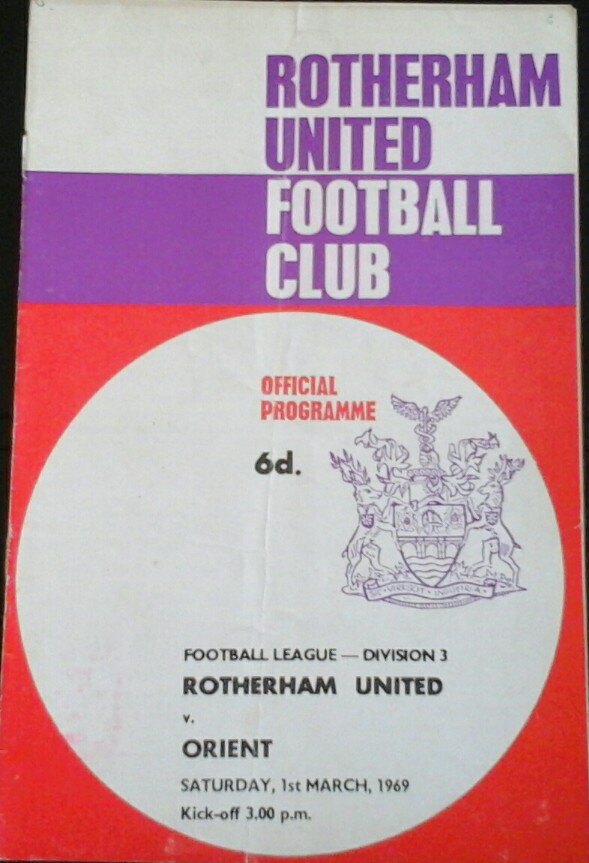 ROTHERHAM
UNITED
FOOTBALL
CLUB
OFFICIAL
PROGRAMME
6d.
FOOTBALL LEAGUE — DIVISION 3
ROTHERHAM UNITED
v.
ORIENT
SATURDAY, 1st MARCH, 1969
Kick-off 3.00 p.m.